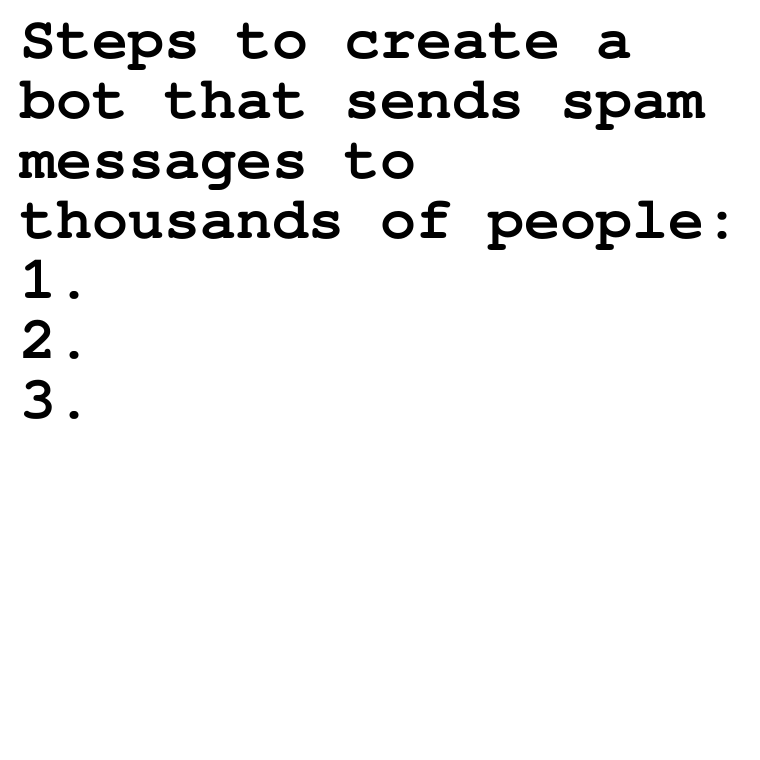 Steps to create a
bot that sends spam
messages to
thousands of people:
1.
2.
3.